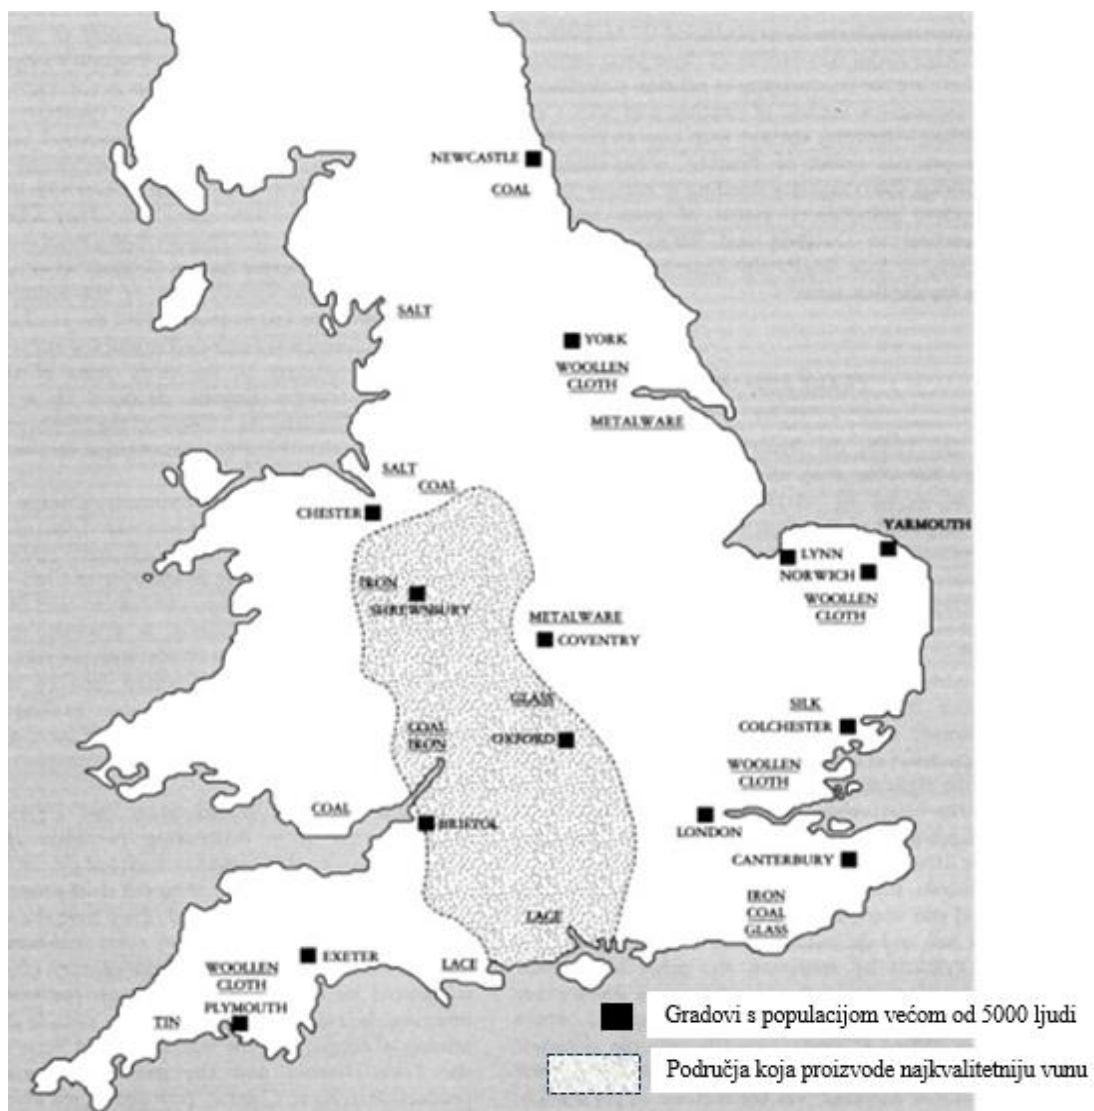 NEWCASTLE
COAL
SALT
YORK
WOOLLEN
CLOTH
METALWARE
SALT
COAL
CHESTER
YARMOUTH
LYNN
NORWICH
WOOLLEN
CLOTH
IRON
SHREWSBURY
METALWARE
COVENTRY
GLASS
OXFORD
SILK
COLCHESTER
COAL
IRON
WOOLLEN
CLOTH
COAL
BRISTOL
LONDON
CANTERBURY
IRON
COAL
GLASS
LACE
LACE
EXETER
WOOLLEN
CLOTH
PLYMOUTH
TIN
Gradovi s populacijom većom od 5000 ljudi
Područja koja proizvode najkvalitetniju vunu